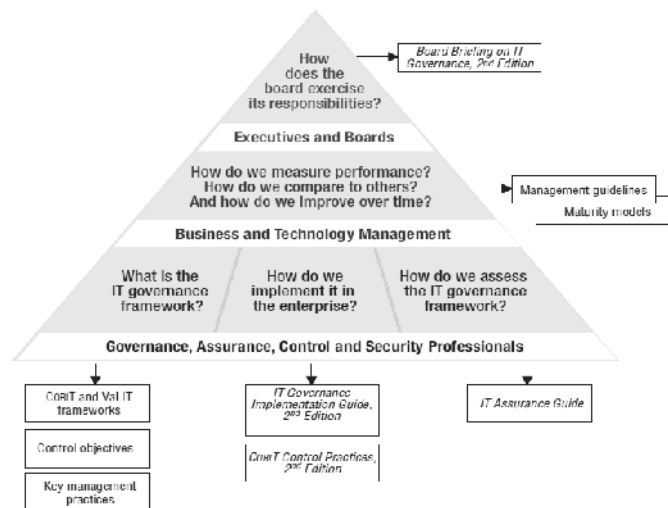 How
does the
board exercise
its responsibilities?
Board Briefing on IT
Governance, 2nd Edition
Executives and Boards
How do we measure performance?
How do we compare to others?
And how do we improve over time?
Management guidelines
Maturity models
Business and Technology Management
What is the
IT governance
framework?
How do we
implement it in
the enterprise?
How do we assess
the IT governance
framework?
Governance, Assurance, Control and Security Professionals
COBIT and Val IT
frameworks
Control objectives
Key management
practices
IT Governance
Implementation Guide,
2nd Edition
COBIT Control Practices,
2nd Edition
IT Assurance Guide